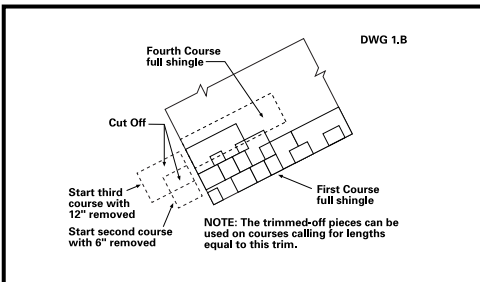 DWG 1.B
Fourth Course
full shingle
Cut Off
Start third
course with
12" removed
Start second course
with 6" removed
First Course
full shingle
NOTE: The trimmed-off pieces can be
used on courses calling for lengths
equal to this trim.